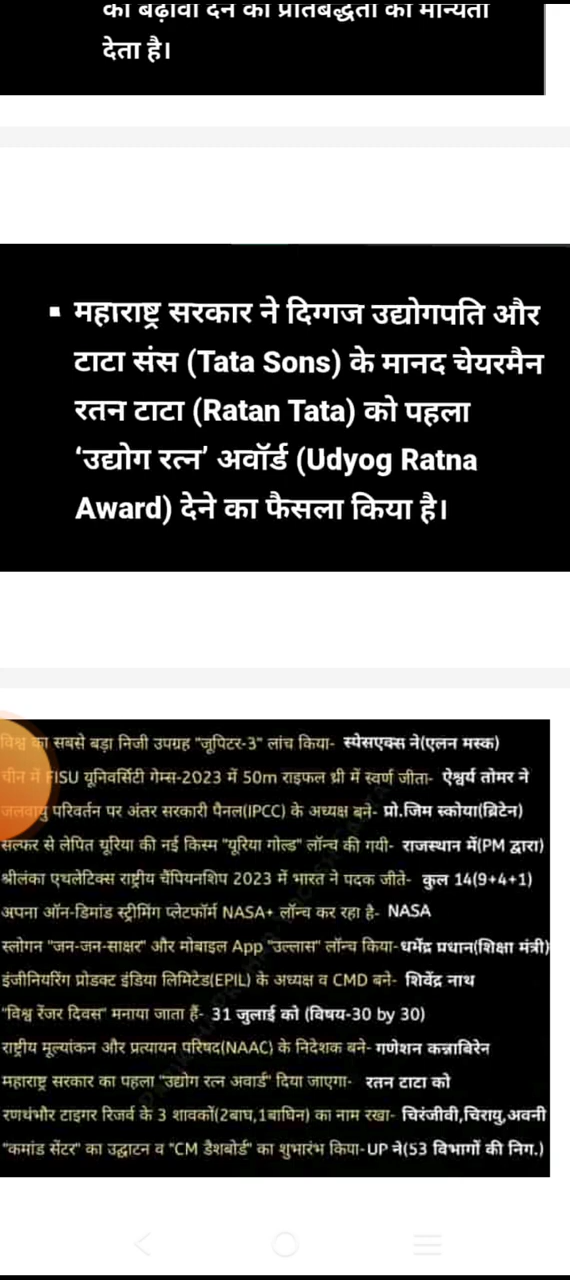 को बढ़ावा देने की प्रतिबद्धता को मान्यता
देता है।
▪ महाराष्ट्र सरकार ने दिग्गज उद्योगपति और
टाटा संस (Tata Sons) के मानद चेयरमैन
रतन टाटा (Ratan Tata) को पहला
‘उद्योग रत्न’ अवॉर्ड (Udyog Ratna
Award) देने का फैसला किया है।
विश्व का सबसे बड़ा निजी उपग्रह "जूपिटर-3" लांच किया- स्पेसएक्स ने(एलन मस्क)
चीन में FISU यूनिवर्सिटी गेम्स-2023 में 50m राइफल थ्री में स्वर्ण जीता- ऐश्वर्य तोमर ने
जलवायु परिवर्तन पर अंतर सरकारी पैनल(IPCC) के अध्यक्ष बने- प्रो.जिम स्कीया(ब्रिटेन)
सल्फर से लेपित यूरिया की नई किस्म "यूरिया गोल्ड" लॉन्च की गयी- राजस्थान में(PM द्वारा)
श्रीलंका एथलेटिक्स राष्ट्रीय चैंपियनशिप 2023 में भारत ने पदक जीते- कुल 14(9+4+1)
अपना ऑन-डिमांड स्ट्रीमिंग प्लेटफॉर्म NASA+ लॉन्च कर रहा है- NASA
स्लोगन "जन-जन-साक्षर" और मोबाइल App "उल्लास" लॉन्च किया-धर्मेंद्र प्रधान(शिक्षा मंत्री)
इंजीनियरिंग प्रोडक्ट इंडिया लिमिटेड(EPIL) के अध्यक्ष व CMD बने- शिवेंद्र नाथ
"विश्व रेंजर दिवस" मनाया जाता हैं- 31 जुलाई को (विषय-30 by 30)
राष्ट्रीय मूल्यांकन और प्रत्यायन परिषद(NAAC) के निदेशक बने- गणेशन कन्नाबिरेन
महाराष्ट्र सरकार का पहला "उद्योग रत्न अवार्ड" दिया जाएगा- रतन टाटा को
रणथंभौर टाइगर रिजर्व के 3 शावकों(2बाघ,1बाघिन) का नाम रखा- चिरंजीवी,चिरायु,अवनी
"कमांड सेंटर" का उद्घाटन व "CM डैशबोर्ड" का शुभारंभ किया-UP ने(53 विभागों की निग.)